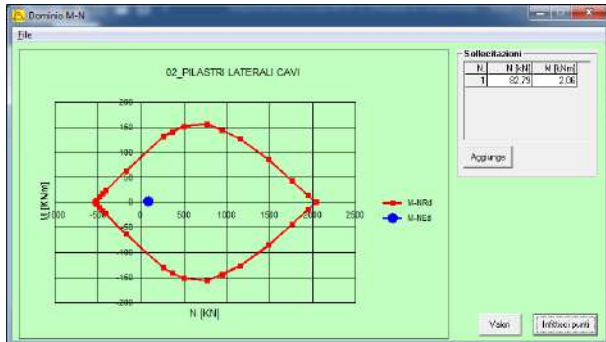 Dominio M-N
File
02_PILASTRI LATERALI CAVI
200
150
100
50
0
-1000 -500 0 500 1000 1500 2000 2500
-50
-100
-150
-200
M [KNm]
N [KN]
M-NRd
M-NEd
Sollecitazioni
N. N [kN] M [kNm]
1 82.79 2.06
Aggiungi
Valori
Infittisci punti